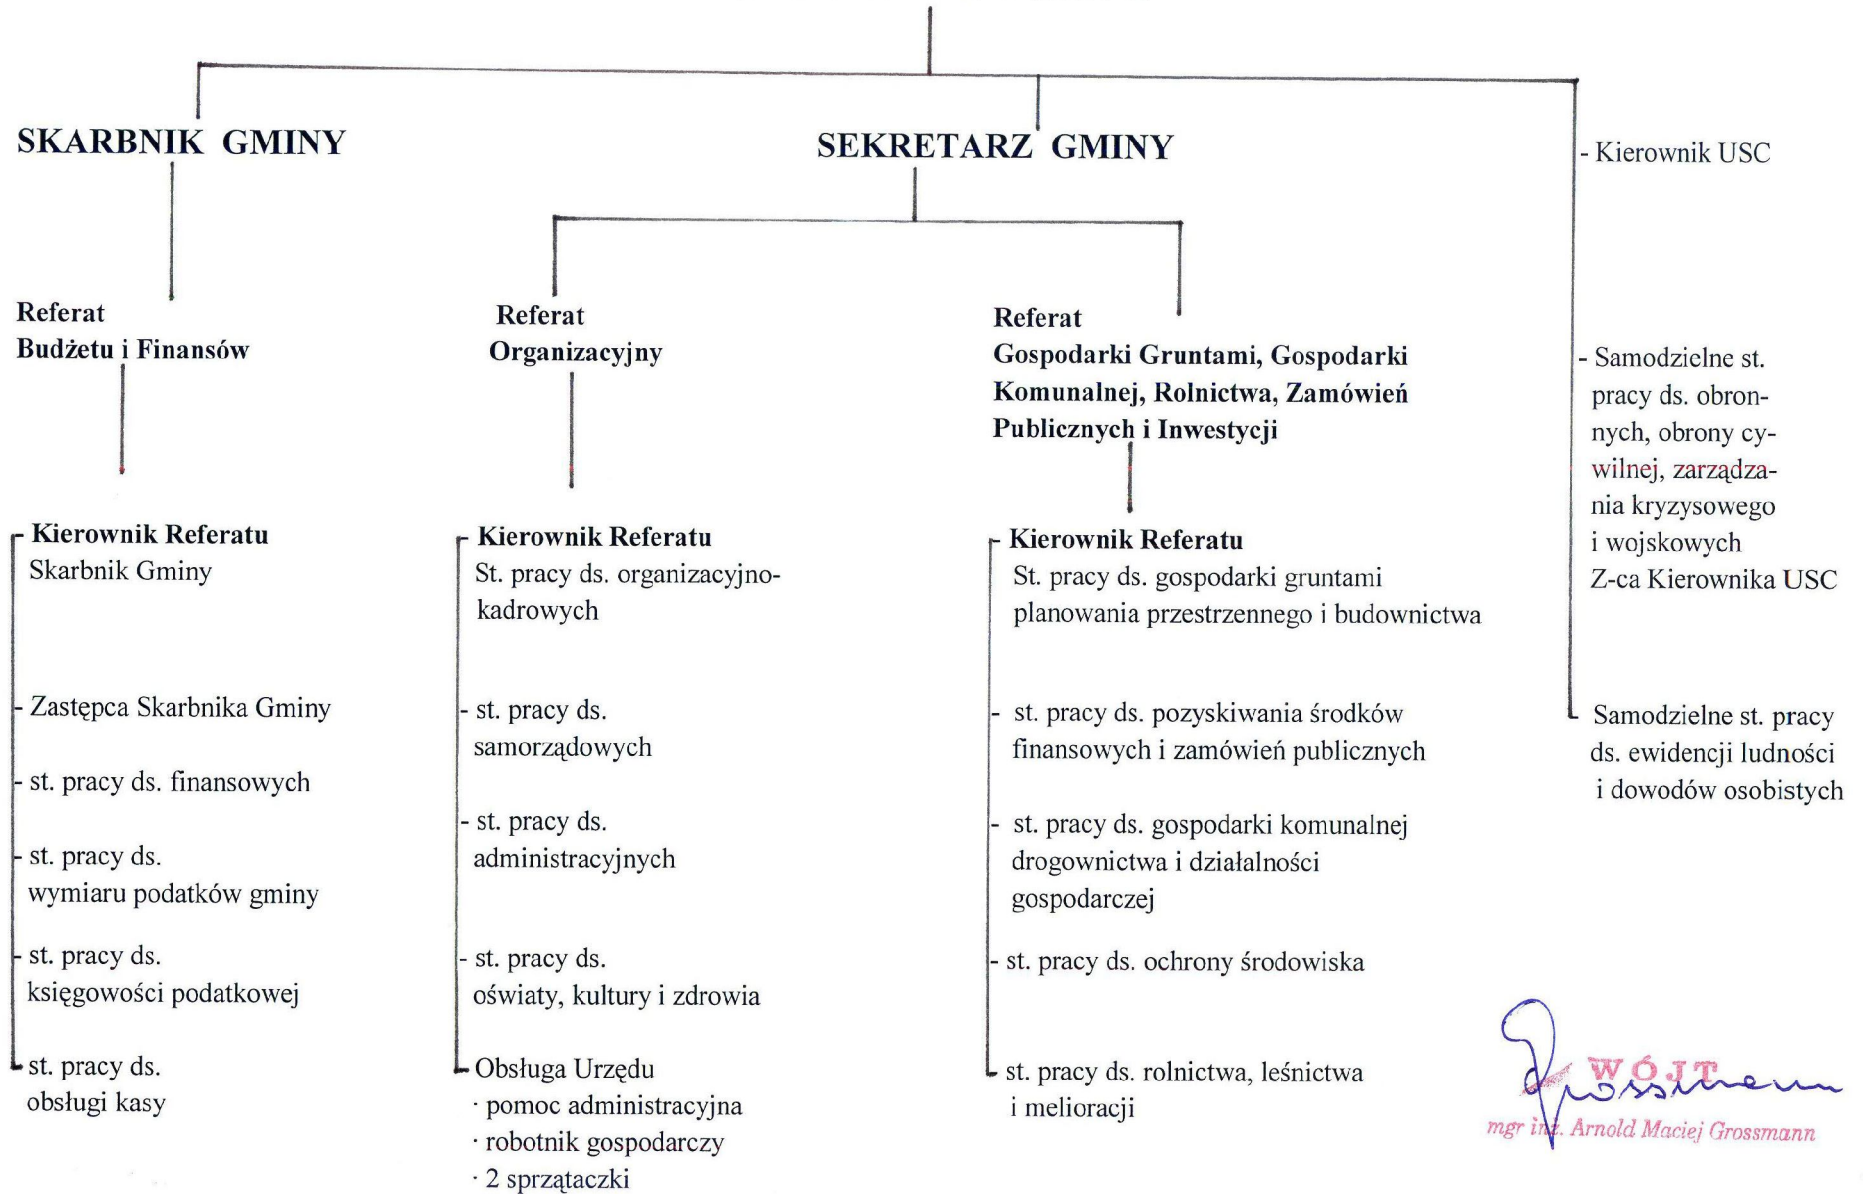 SKARBNIK GMINY
SEKRETARZ GMINY
- Kierownik USC
Referat
Budżetu i Finansów
Referat
Organizacyjny
Referat
Gospodarki Gruntami, Gospodarki
Komunalnej, Rolnictwa, Zamówień
Publicznych i Inwestycji
- Samodzielne st.
pracy ds. obron-
nych, obrony cy-
wilnej, zarządza-
nia kryzysowego
i wojskowych
Z-ca Kierownika USC
- Kierownik Referatu
Skarbnik Gminy
- Zastępca Skarbnika Gminy
- st. pracy ds. finansowych
- st. pracy ds.
wymiaru podatków gminy
- st. pracy ds.
księgowości podatkowej
- st. pracy ds.
obsługi kasy
- Kierownik Referatu
St. pracy ds. organizacyjno-
kadrowych
- st. pracy ds.
samorządowych
- st. pracy ds.
administracyjnych
- st. pracy ds.
oświaty, kultury i zdrowia
- Obsługa Urzędu
· pomoc administracyjna
· robotnik gospodarczy
· 2 sprzątaczki
- Kierownik Referatu
St. pracy ds. gospodarki gruntami
planowania przestrzennego i budownictwa
- st. pracy ds. pozyskiwania środków
finansowych i zamówień publicznych
- st. pracy ds. gospodarki komunalnej
drogownictwa i działalności
gospodarczej
- st. pracy ds. ochrony środowiska
- st. pracy ds. rolnictwa, leśnictwa
i melioracji
- Samodzielne st. pracy
ds. ewidencji ludności
i dowodów osobistych
WÓJT
Grossmann
mgr inż. Arnold Maciej Grossmann